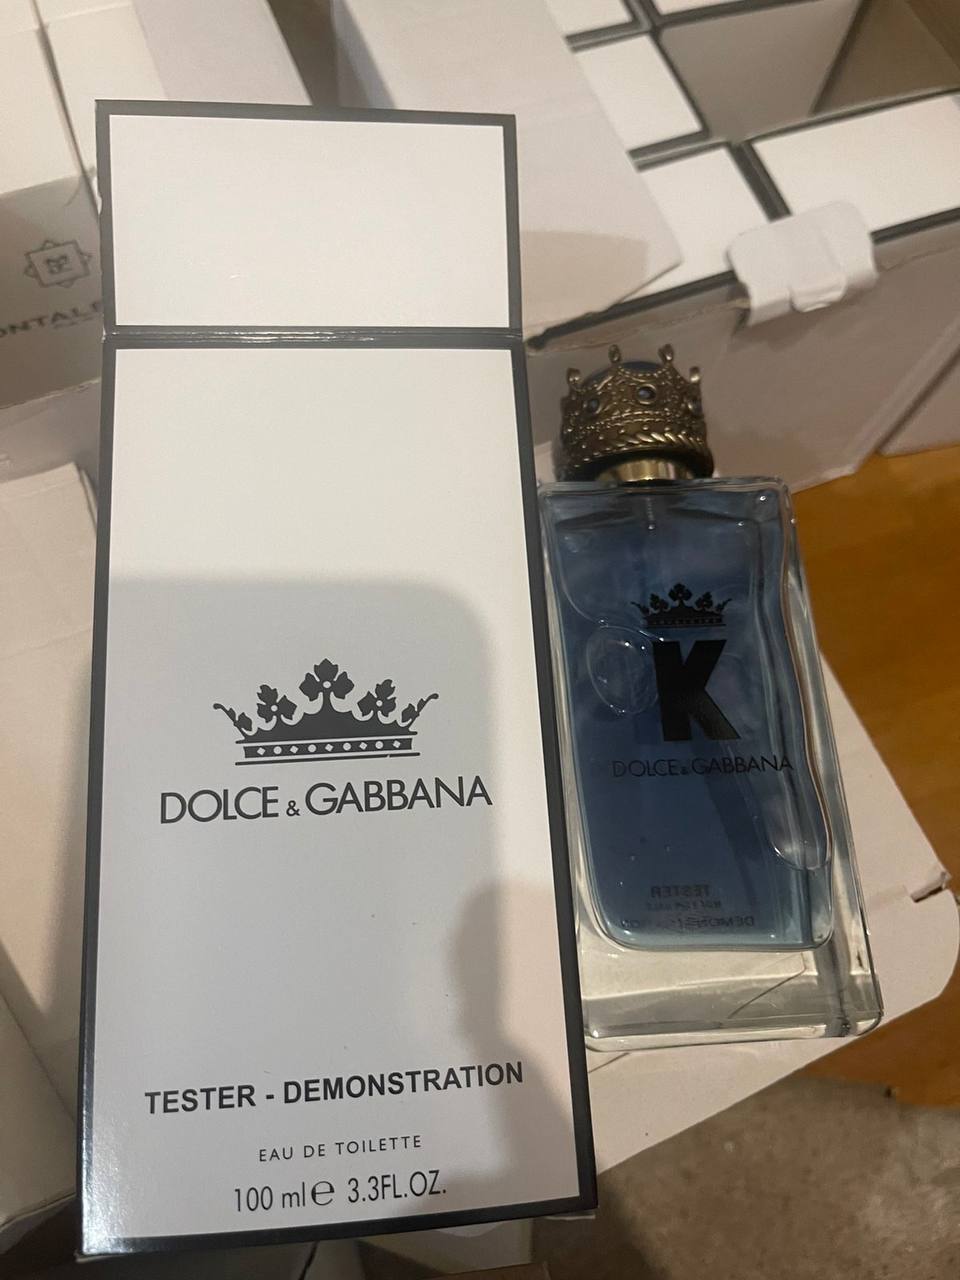 DOLCE & GABBANA
TESTER - DEMONSTRATION
EAU DE TOILETTE
100 ml e 3.3FL.OZ.
K
DOLCE & GABBANA
TESTER